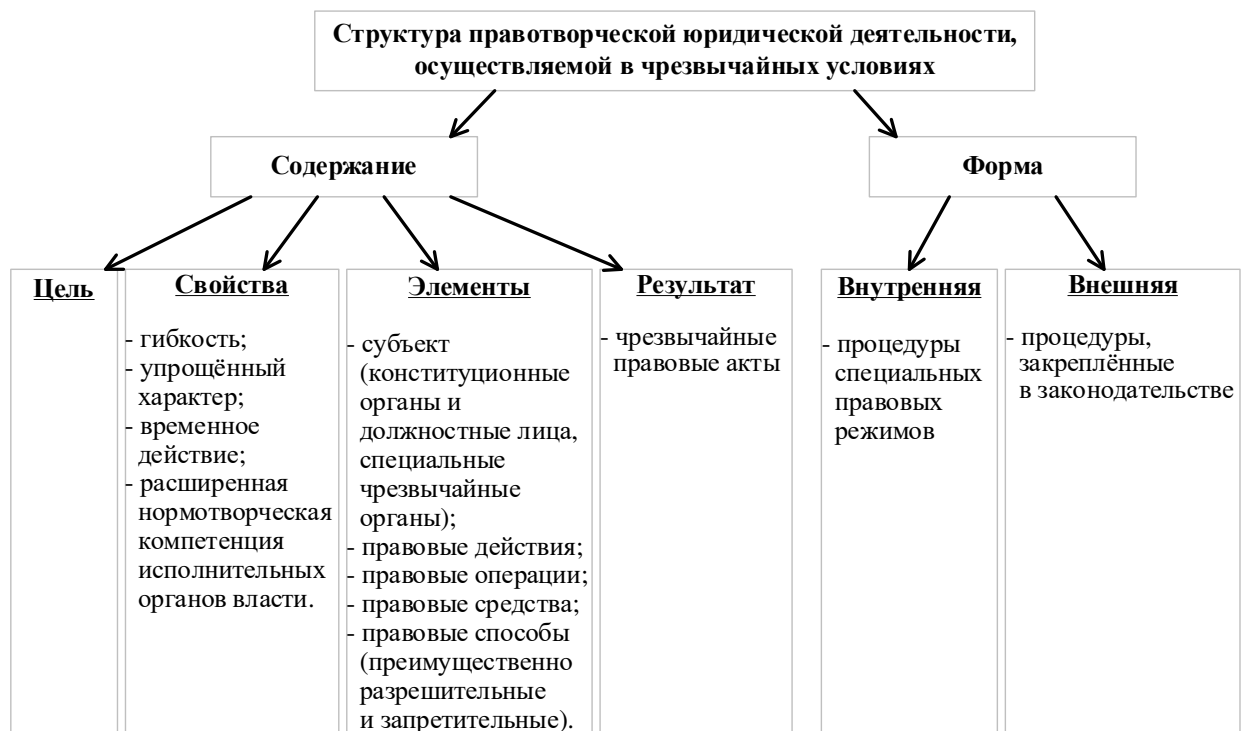 Структура правотворческой юридической деятельности,
осуществляемой в чрезвычайных условиях
Содержание
Форма
Цель
Свойства
- гибкость;
- упрощённый
характер;
- временное
действие;
- расширенная
нормотворческая
компетенция
исполнительных
органов власти.
Элементы
- субъект
(конституционные
органы и
должностные лица,
специальные
чрезвычайные
органы);
- правовые действия;
- правовые операции;
- правовые средства;
- правовые способы
(преимущественно
разрешительные
и запретительные).
Результат
- чрезвычайные
правовые акты
Внутренняя
- процедуры
специальных
правовых
режимов
Внешняя
- процедуры,
закреплённые
в законодательстве